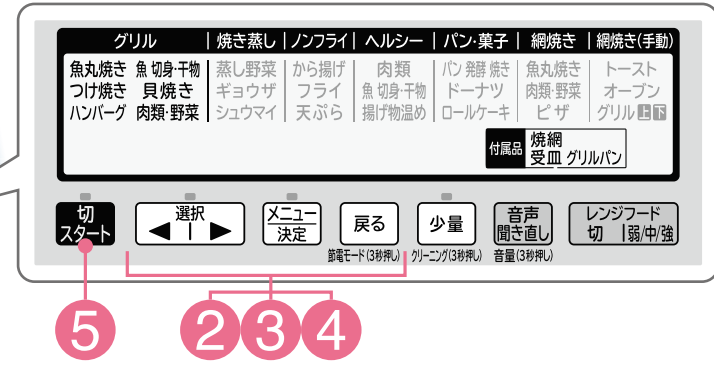 グリル 焼き蒸し ノンフライ ヘルシー パン・菓子 網焼き 網焼き(手動)
魚丸焼き 魚 切身・干物 蒸し野菜 から揚げ 肉類 パン 発酵 焼き 魚丸焼き トースト
つけ焼き 貝焼き ギョウザ フライ 魚 切身・干物 ドーナツ 肉類・野菜 オーブン
ハンバーグ 肉類・野菜 シュウマイ 天ぷら 揚げ物温め ロールケーキ ピザ グリル 上 下
付属品 焼網
受皿 グリルパン
切
スタート
選択
◀ | ▶
メニュー
決定
戻る
少量
音声
聞き直し
レンジフード
切 | 弱/中/強
節電モード(3秒押し) クリーニング(3秒押し) 音量(3秒押し)
5 2 3 4